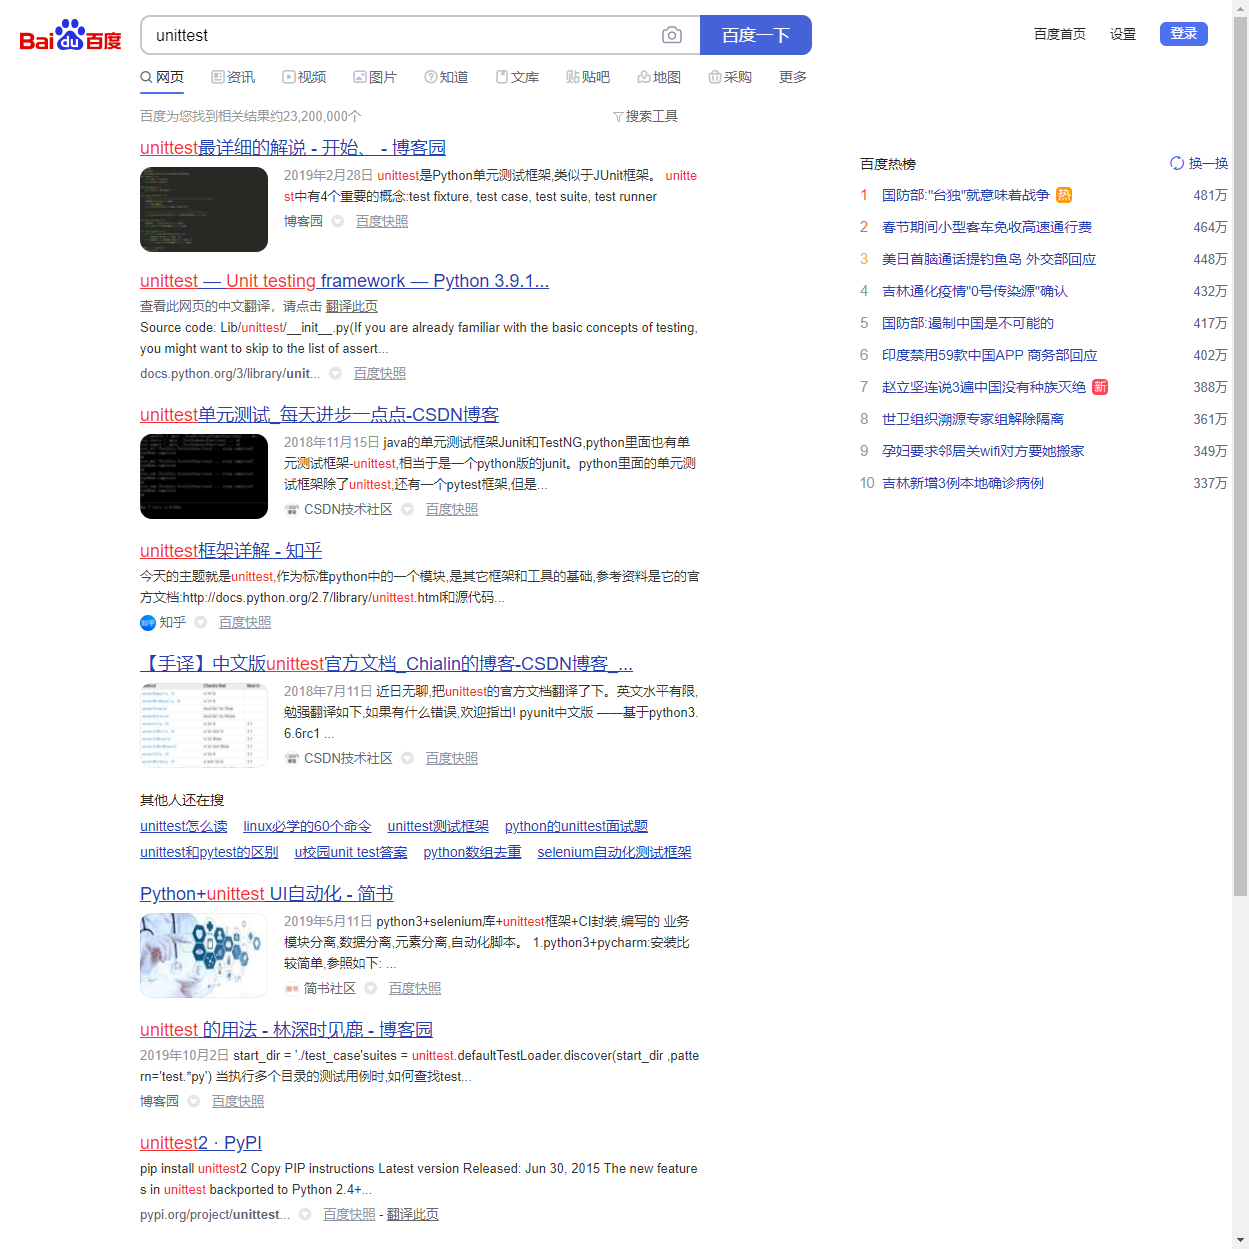 Bai du 百度
unittest
百度一下
百度首页 设置 登录
网页 资讯 视频 图片 知道 文库 贴吧 地图 采购 更多
百度为您找到相关结果约23,200,000个
搜索工具
unittest最详细的解说 - 开始、 - 博客园
2019年2月28日 unittest是Python单元测试框架,类似于JUnit框架。 unitte
st中有4个重要的概念:test fixture, test case, test suite, test runner
博客园 百度快照
unittest — Unit testing framework — Python 3.9.1...
查看此网页的中文翻译，请点击 翻译此页
Source code: Lib/unittest/__init__.py(If you are already familiar with the basic concepts of testing,
you might want to skip to the list of assert...
docs.python.org/3/library/unit... 百度快照
unittest单元测试_每天进步一点点-CSDN博客
2018年11月15日 java的单元测试框架Junit和TestNG,python里面也有单
元测试框架-unittest,相当于是一个python版的junit。python里面的单元测
试框架除了unittest,还有一个pytest框架,但是...
CSDN技术社区 百度快照
unittest框架详解 - 知乎
今天的主题就是unittest,作为标准python中的一个模块,是其它框架和工具的基础,参考资料是它的官
方文档:http://docs.python.org/2.7/library/unittest.html和源代码...
知乎 知乎 百度快照
【手译】中文版unittest官方文档_Chialin的博客-CSDN博客_...
2018年7月11日 近日无聊,把unittest的官方文档翻译了下。英文水平有限,
勉强翻译如下,如果有什么错误,欢迎指出! pyunit中文版 ——基于python3.
6.6rc1 ...
CSDN技术社区 百度快照
其他人还在搜
unittest怎么读 linux必学的60个命令 unittest测试框架 python的unittest面试题
unittest和pytest的区别 u校园unit test答案 python数组去重 selenium自动化测试框架
Python+unittest UI自动化 - 简书
2019年5月11日 python3+selenium库+unittest框架+CI封装,编写的 业务
模块分离,数据分离,元素分离,自动化脚本。 1.python3+pycharm:安装比
较简单,参照如下: ...
简书社区 百度快照
unittest 的用法 - 林深时见鹿 - 博客园
2019年10月2日 start_dir = './test_case'suites = unittest.defaultTestLoader.discover(start_dir ,patte
rn='test.*py') 当执行多个目录的测试用例时,如何查找test...
博客园 百度快照
unittest2 · PyPI
pip install unittest2 Copy PIP instructions Latest version Released: Jun 30, 2015 The new feature
s in unittest backported to Python 2.4+...
pypi.org/project/unittest... 百度快照 - 翻译此页
百度热榜 换一换
1 国防部:"台独"就意味着战争 热 481万
2 春节期间小型客车免收高速通行费 464万
3 美日首脑通话提钓鱼岛 外交部回应 448万
4 吉林通化疫情"0号传染源"确认 432万
5 国防部:遏制中国是不可能的 417万
6 印度禁用59款中国APP 商务部回应 402万
7 赵立坚连说3遍中国没有种族灭绝 新 388万
8 世卫组织溯源专家组解除隔离 361万
9 孕妇要求邻居关wifi对方要她搬家 349万
10 吉林新增3例本地确诊病例 337万